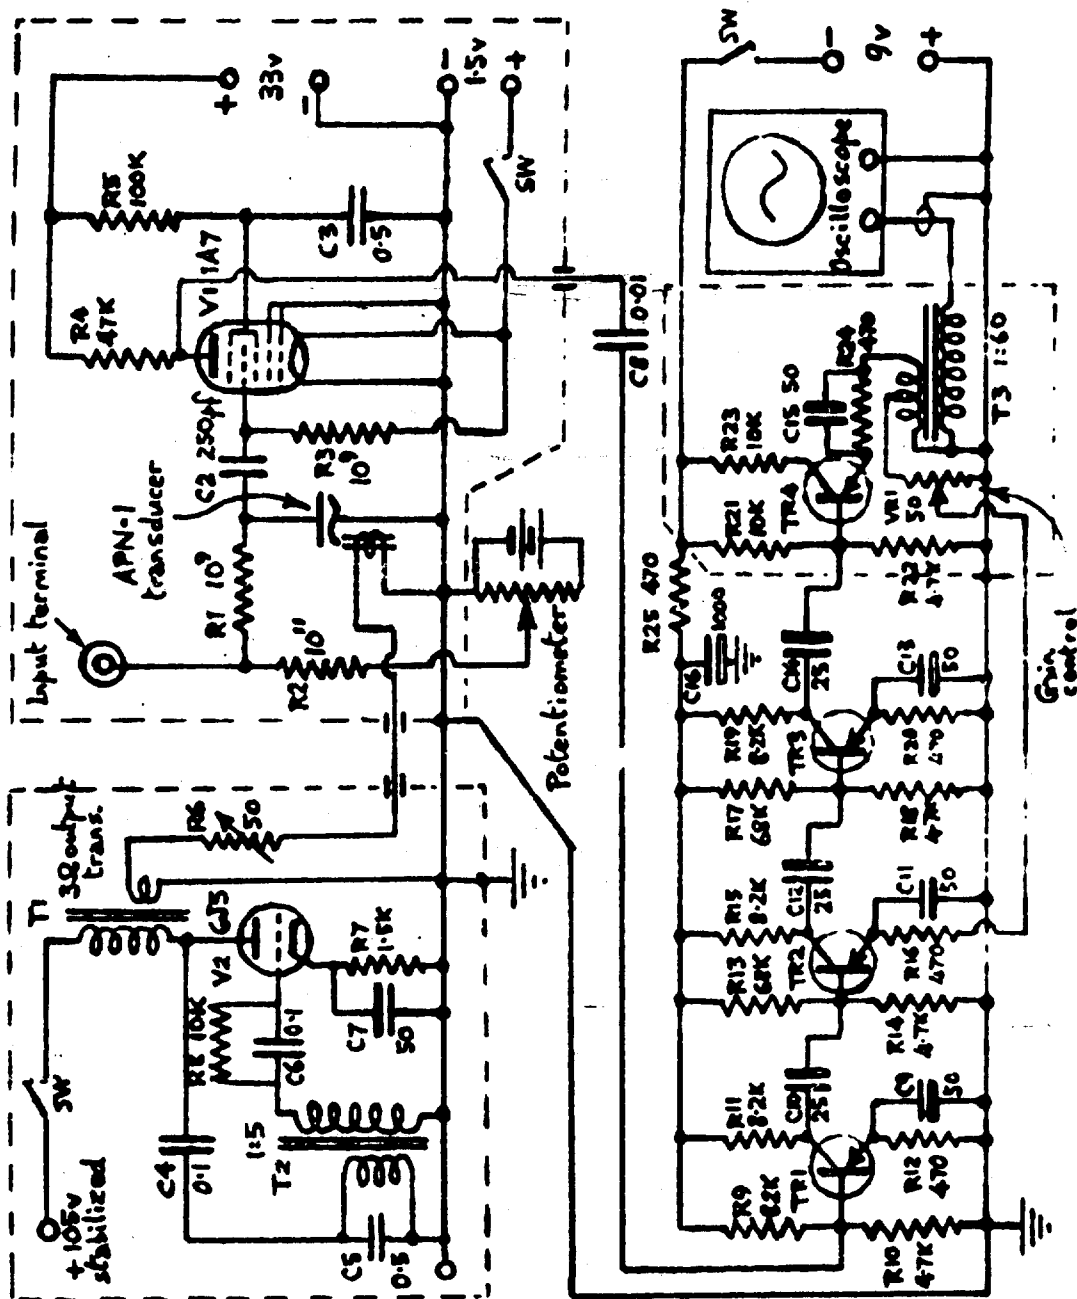 Input terminal
APN-1
transducer
R1 10⁹
R2 10¹¹
C2 250pf
R3
10⁹
R4
47K
V1 1A7
R5
100K
C3
0.5
+
33v
-
-
1.5v
+
SW
Potentiometer
T1
3Ω output
trans.
R6
50
+105v
stabilized
SW
C4
0.1
R8 10K
C6
0.1
V2
6J5
R7
1.5K
C7
50
1:5
T2
C5
0.5
C8
.01
SW
-
9v
+
Oscilloscope
R25 470
C16
1000
R9
82K
R10
4.7K
TR1
R11
8.2K
C10
25
R12
470
C9
50
R13
68K
R14
4.7K
TR2
R15
8.2K
C12
25
R16
470
C11
50
R17
68K
R18
47K
TR3
R19
8.2K
C14
25
R20
470
C13
50
R21
10K
R22
4.7K
TR4
R23
10K
C15 50
R24
470
VR1
50
T3 1:60
Gain
control